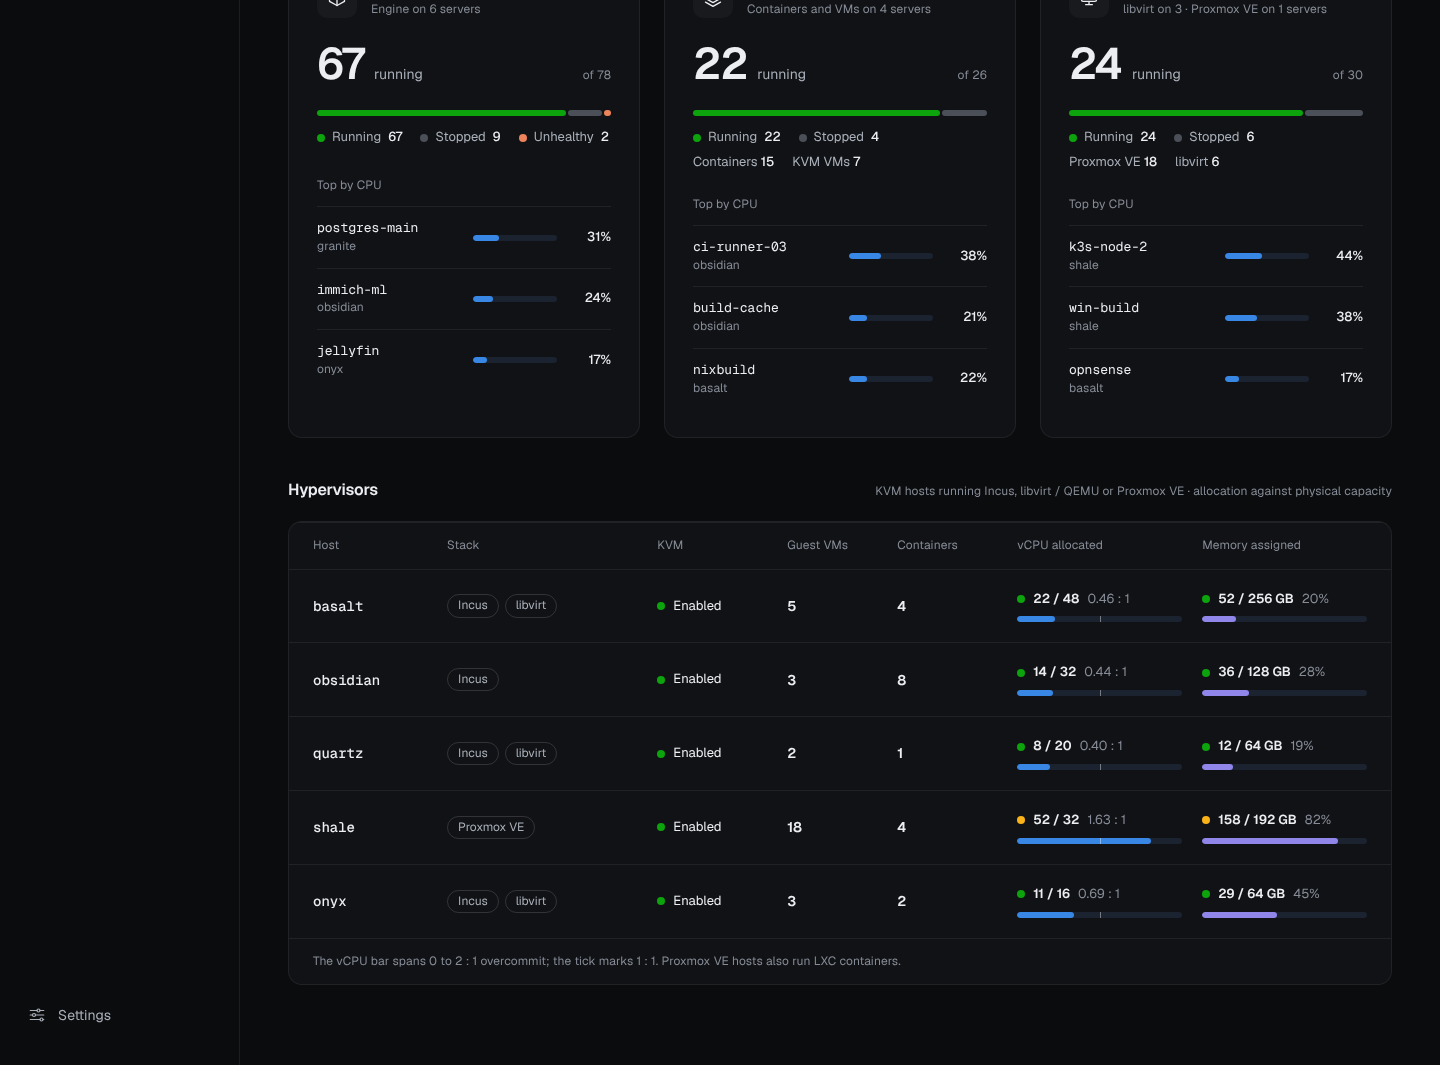 Engine on 6 servers
67 running of 78
Running 67 Stopped 9 Unhealthy 2
Top by CPU
postgres-main
granite
31%
immich-ml
obsidian
24%
jellyfin
onyx
17%
Containers and VMs on 4 servers
22 running of 26
Running 22 Stopped 4
Containers 15 KVM VMs 7
Top by CPU
ci-runner-03
obsidian
38%
build-cache
obsidian
21%
nixbuild
basalt
22%
libvirt on 3 · Proxmox VE on 1 servers
24 running of 30
Running 24 Stopped 6
Proxmox VE 18 libvirt 6
Top by CPU
k3s-node-2
shale
44%
win-build
shale
38%
opnsense
basalt
17%
Hypervisors
KVM hosts running Incus, libvirt / QEMU or Proxmox VE · allocation against physical capacity
Host Stack KVM Guest VMs Containers vCPU allocated Memory assigned
basalt Incus libvirt Enabled 5 4 22 / 48 0.46 : 1 52 / 256 GB 20%
obsidian Incus Enabled 3 8 14 / 32 0.44 : 1 36 / 128 GB 28%
quartz Incus libvirt Enabled 2 1 8 / 20 0.40 : 1 12 / 64 GB 19%
shale Proxmox VE Enabled 18 4 52 / 32 1.63 : 1 158 / 192 GB 82%
onyx Incus libvirt Enabled 3 2 11 / 16 0.69 : 1 29 / 64 GB 45%
The vCPU bar spans 0 to 2 : 1 overcommit; the tick marks 1 : 1. Proxmox VE hosts also run LXC containers.
Settings